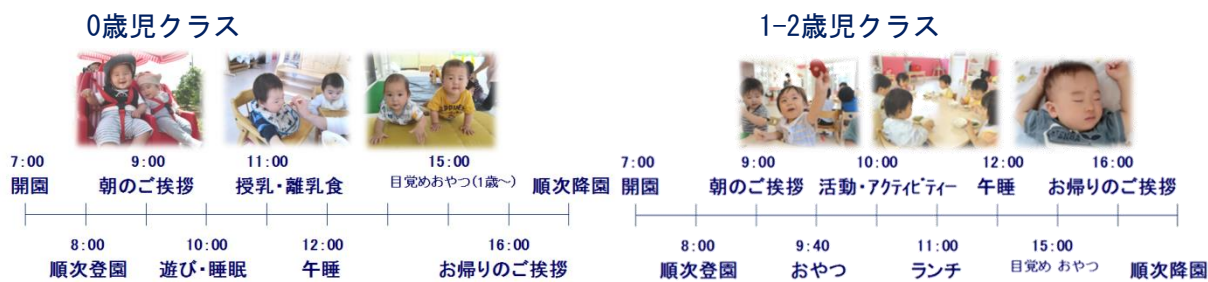 0歳児クラス
7:00
開園
8:00
順次登園
9:00
朝のご挨拶
10:00
遊び・睡眠
11:00
授乳・離乳食
12:00
午睡
15:00
目覚めおやつ(1歳～)
16:00
お帰りのご挨拶
順次降園
1-2歳児クラス
7:00
開園
8:00
順次登園
9:00
朝のご挨拶
9:40
おやつ
10:00
活動・アクティビティー
11:00
ランチ
12:00
午睡
15:00
目覚め おやつ
16:00
お帰りのご挨拶
順次降園